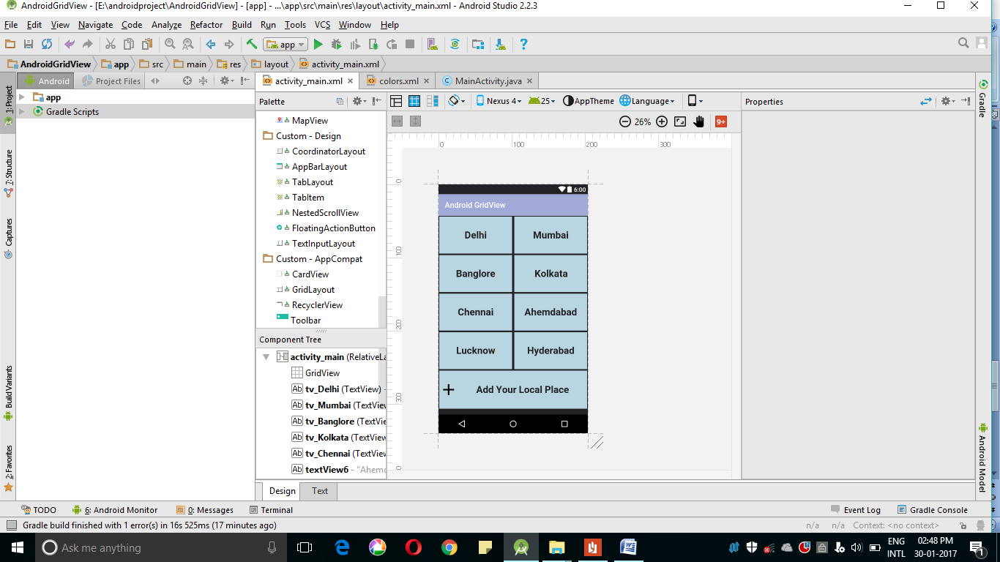 AndroidGridView - [E:\androidproject\AndroidGridView] - [app] - ...\app\src\main\res\layout\activity_main.xml - Android Studio 2.2.3
File Edit View Navigate Code Analyze Refactor Build Run Tools VCS Window Help
app
AndroidGridView app src main res layout activity_main.xml
Android Project Files
activity_main.xml colors.xml MainActivity.java
1: Project
7: Structure
Captures
Build Variants
2: Favorites
app
Gradle Scripts
Palette
MapView
Custom - Design
CoordinatorLayout
AppBarLayout
TabLayout
TabItem
NestedScrollView
FloatingActionButton
TextInputLayout
Custom - AppCompat
CardView
GridLayout
RecyclerView
Toolbar
Component Tree
activity_main (RelativeLa
GridView
Ab tv_Delhi (TextView) -
Ab tv_Mumbai (TextView
Ab tv_Banglore (TextVie
Ab tv_Kolkata (TextView
Ab tv_Chennai (TextView
Ab textView6 - "Ahemd
Nexus 4 25 AppTheme Language
26% 9+
0 100 200 300
0
100
200
300
0
6:00
Android GridView
Delhi Mumbai
Banglore Kolkata
Chennai Ahemdabad
Lucknow Hyderabad
+ Add Your Local Place
Properties
Gradle
Android Model
Design Text
TODO 6: Android Monitor 0: Messages Terminal Event Log Gradle Console
Gradle build finished with 1 error(s) in 16s 525ms (17 minutes ago) n/a n/a Context: <no context>
Ask me anything
ENG 02:48 PM
INTL 30-01-2017
1